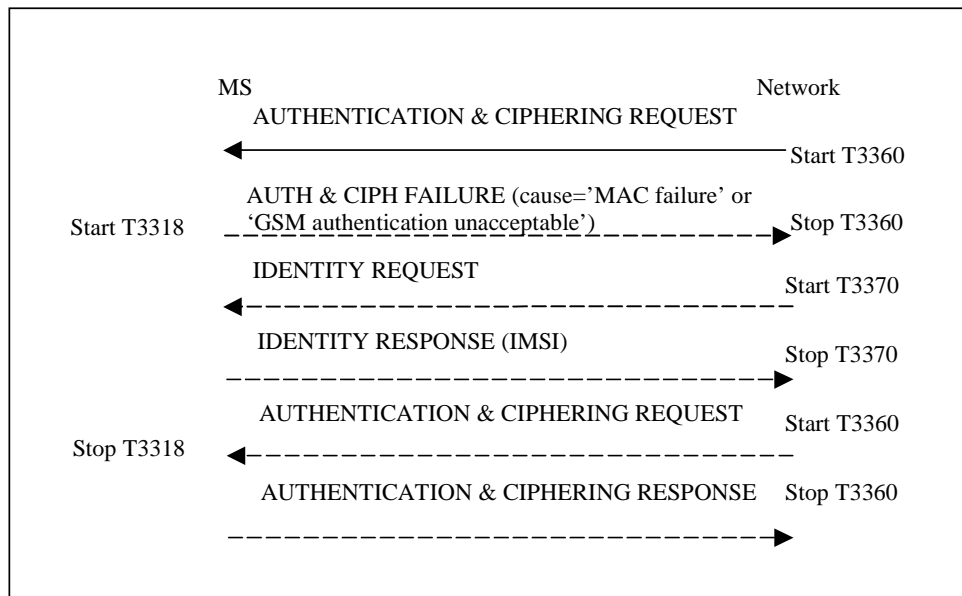 MS Network
AUTHENTICATION & CIPHERING REQUEST
Start T3360
AUTH & CIPH FAILURE (cause=’MAC failure’ or
‘GSM authentication unacceptable’)
Start T3318
Stop T3360
IDENTITY REQUEST
Start T3370
IDENTITY RESPONSE (IMSI)
Stop T3370
AUTHENTICATION & CIPHERING REQUEST
Start T3360
Stop T3318
AUTHENTICATION & CIPHERING RESPONSE
Stop T3360